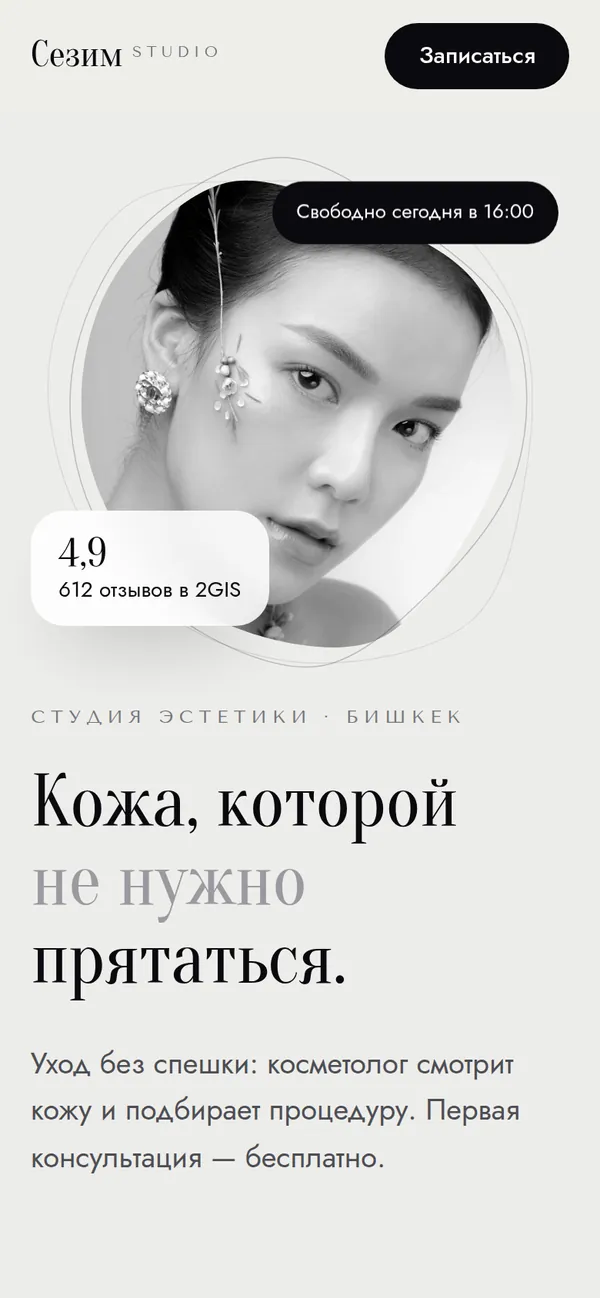 Сезим STUDIO
Записаться
Свободно сегодня в 16:00
4,9
612 отзывов в 2GIS
СТУДИЯ ЭСТЕТИКИ · БИШКЕК
Кожа, которой
не нужно
прятаться.
Уход без спешки: косметолог смотрит
кожу и подбирает процедуру. Первая
консультация — бесплатно.